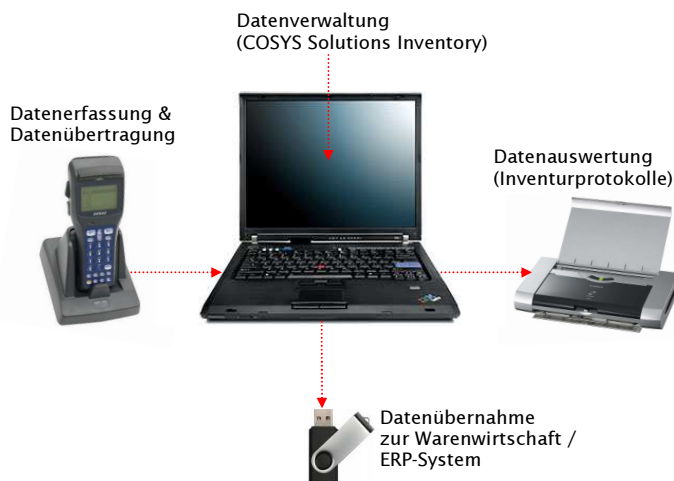 Datenverwaltung
(COSYS Solutions Inventory)
Datenerfassung &
Datenübertragung
Datenauswertung
(Inventurprotokolle)
Datenübernahme
zur Warenwirtschaft /
ERP-System